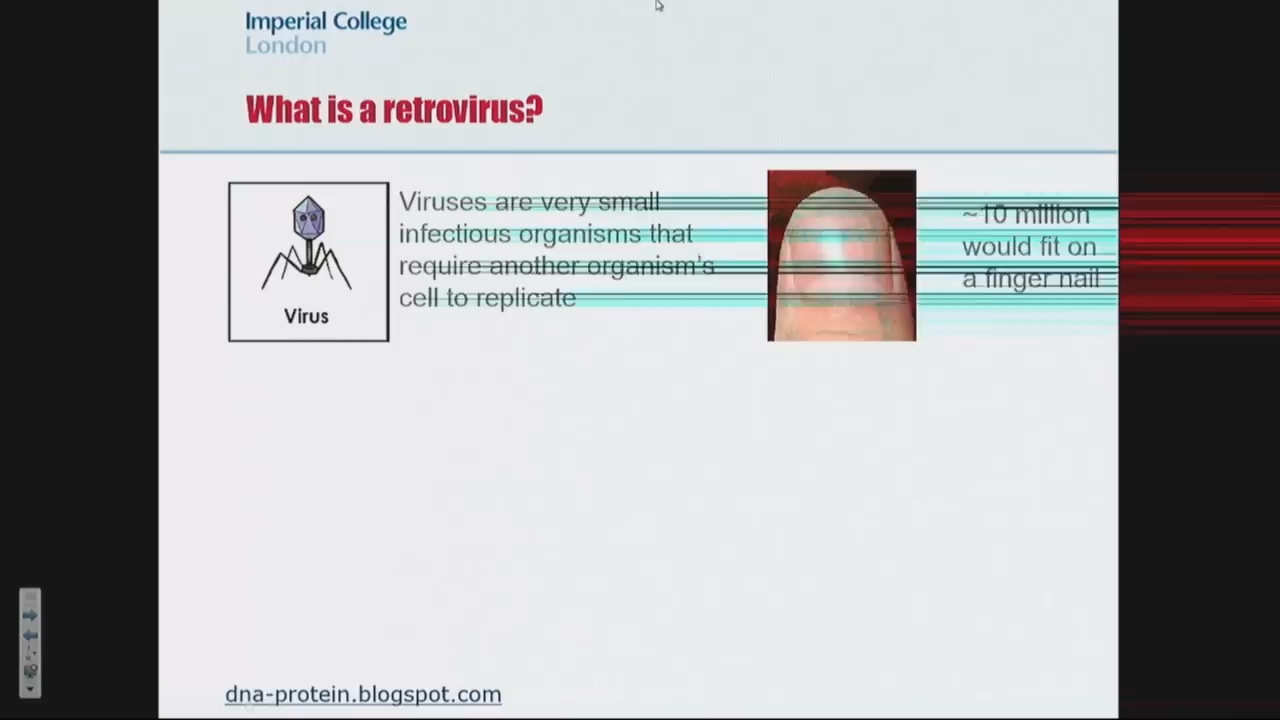 Imperial College
London
What is a retrovirus?
Virus
Viruses are very small
infectious organisms that
require another organism's
cell to replicate
~10 million
would fit on
a finger nail
dna-protein.blogspot.com